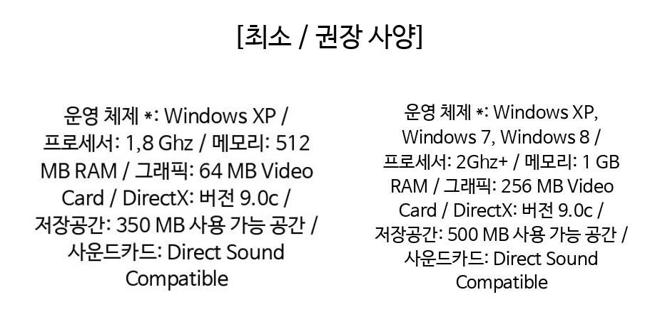 [최소 / 권장 사양]
운영 체제 *: Windows XP /
프로세서: 1,8 Ghz / 메모리: 512
MB RAM / 그래픽: 64 MB Video
Card / DirectX: 버전 9.0c /
저장공간: 350 MB 사용 가능 공간 /
사운드카드: Direct Sound
Compatible
운영 체제 *: Windows XP,
Windows 7, Windows 8 /
프로세서: 2Ghz+ / 메모리: 1 GB
RAM / 그래픽: 256 MB Video
Card / DirectX: 버전 9.0c /
저장공간: 500 MB 사용 가능 공간 /
사운드카드: Direct Sound
Compatible